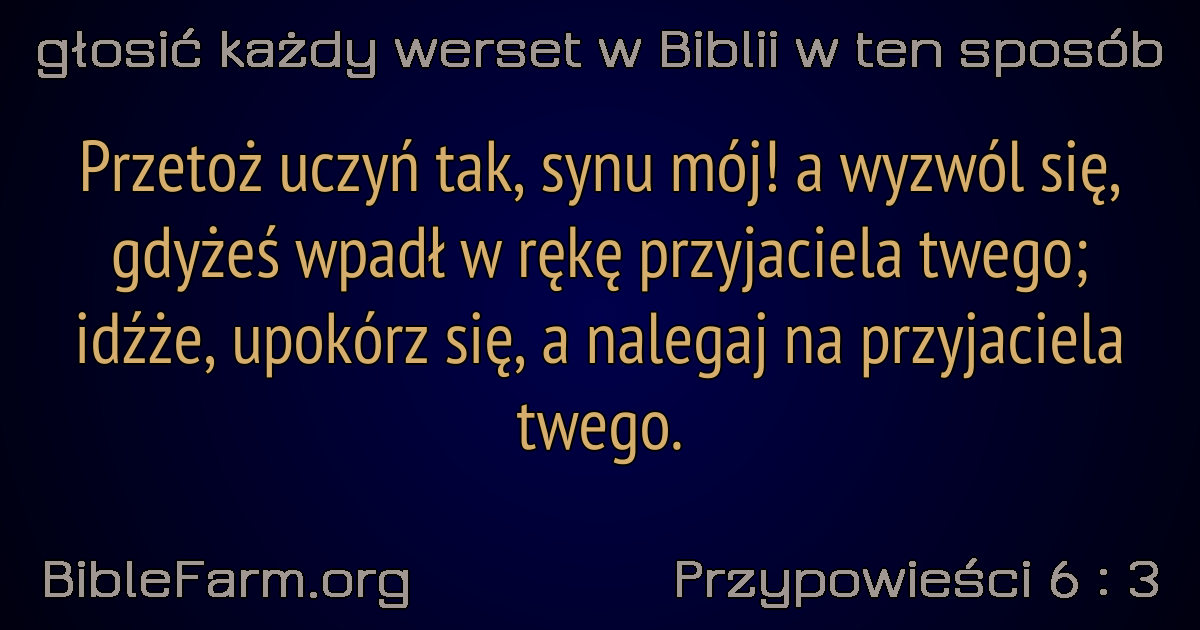 głosić każdy werset w Biblii w ten sposób
Przetoż uczyń tak, synu mój! a wyzwól się,
gdyżeś wpadł w rękę przyjaciela twego;
idźże, upokórz się, a nalegaj na przyjaciela
twego.
BibleFarm.org
Przypowieści 6 : 3